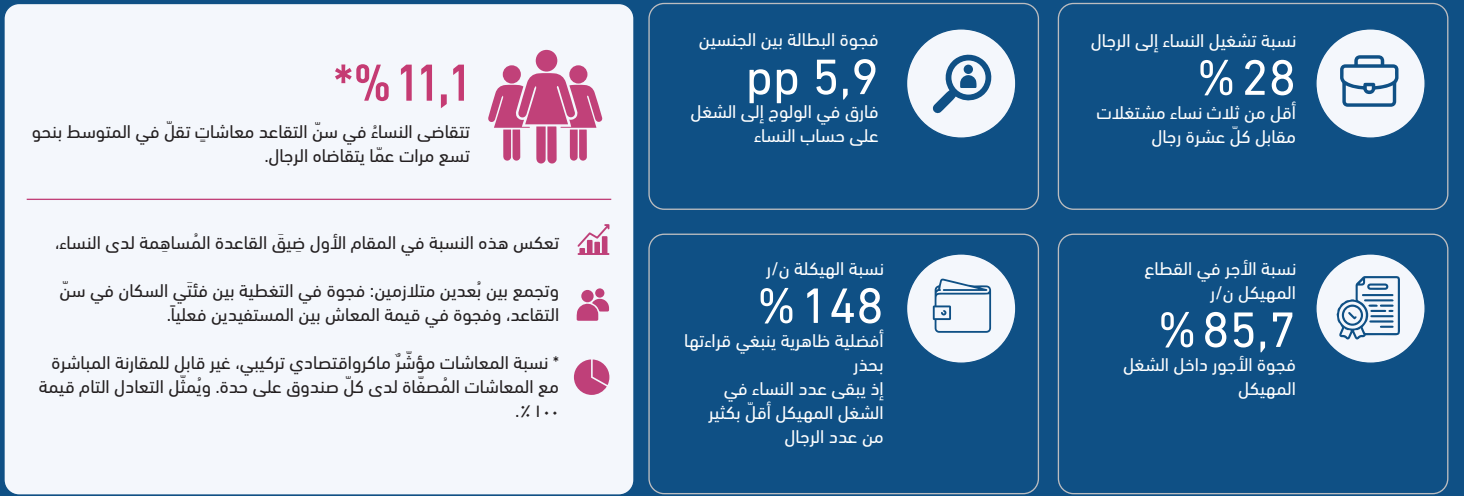 نسبة تشغيل النساء إلى الرجال
28 %
أقل من ثلاث نساء مشتغلات
مقابل كلّ عشرة رجال
فجوة البطالة بين الجنسين
5,9 pp
فارق في الولوج إلى الشغل
على حساب النساء
نسبة الأجر في القطاع
المهيكل ن/ر
85,7 %
فجوة الأجور داخل الشغل
المهيكل
نسبة الهيكلة ن/ر
148 %
أفضلية ظاهرية ينبغي قراءتها
بحذر
إذ يبقى عدد النساء في
الشغل المهيكل أقلّ بكثير
من عدد الرجال
11,1 %*
تتقاضى النساءُ في سنّ التقاعد معاشاتٍ تقلّ في المتوسط بنحو
تسع مرات عمّا يتقاضاه الرجال.
تعكس هذه النسبة في المقام الأول ضِيقَ القاعدة المُساهِمة لدى النساء،
وتجمع بين بُعدين متلازمين: فجوة في التغطية بين فئتَي السكان في سنّ
التقاعد، وفجوة في قيمة المعاش بين المستفيدين فعلياً.
* نسبة المعاشات مؤشّرٌ ماكرواقتصادي تركيبي، غير قابل للمقارنة المباشرة
مع المعاشات المُصفّاة لدى كلّ صندوق على حدة. ويُمثّل التعادل التام قيمة
١٠٠ ٪.